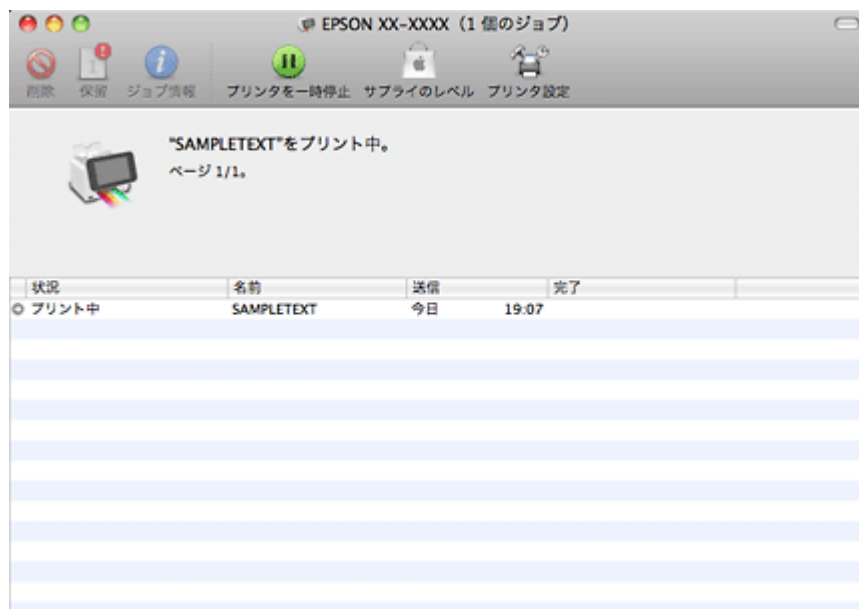 EPSON XX-XXXX（1 個のジョブ）
削除 保留 ジョブ情報 プリンタを一時停止 サプライのレベル プリンタ設定
"SAMPLETEXT"をプリント中。
ページ 1/1。
状況 名前 送信 完了
プリント中 SAMPLETEXT 今日 19:07